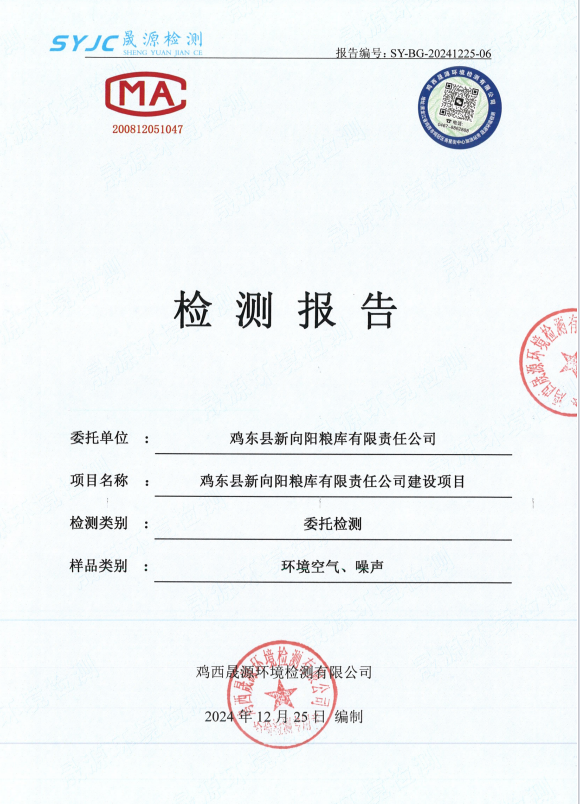 SYJC 晟源检测
SHENG YUAN JIAN CE
报告编号：SY-BG-20241225-06
MA
200812051047
检测报告
委托单位 ： 鸡东县新向阳粮库有限责任公司
项目名称 ： 鸡东县新向阳粮库有限责任公司建设项目
检测类别 ： 委托检测
样品类别 ： 环境空气、噪声
鸡西晟源环境检测有限公司
2024 年 12 月 25 日 编制